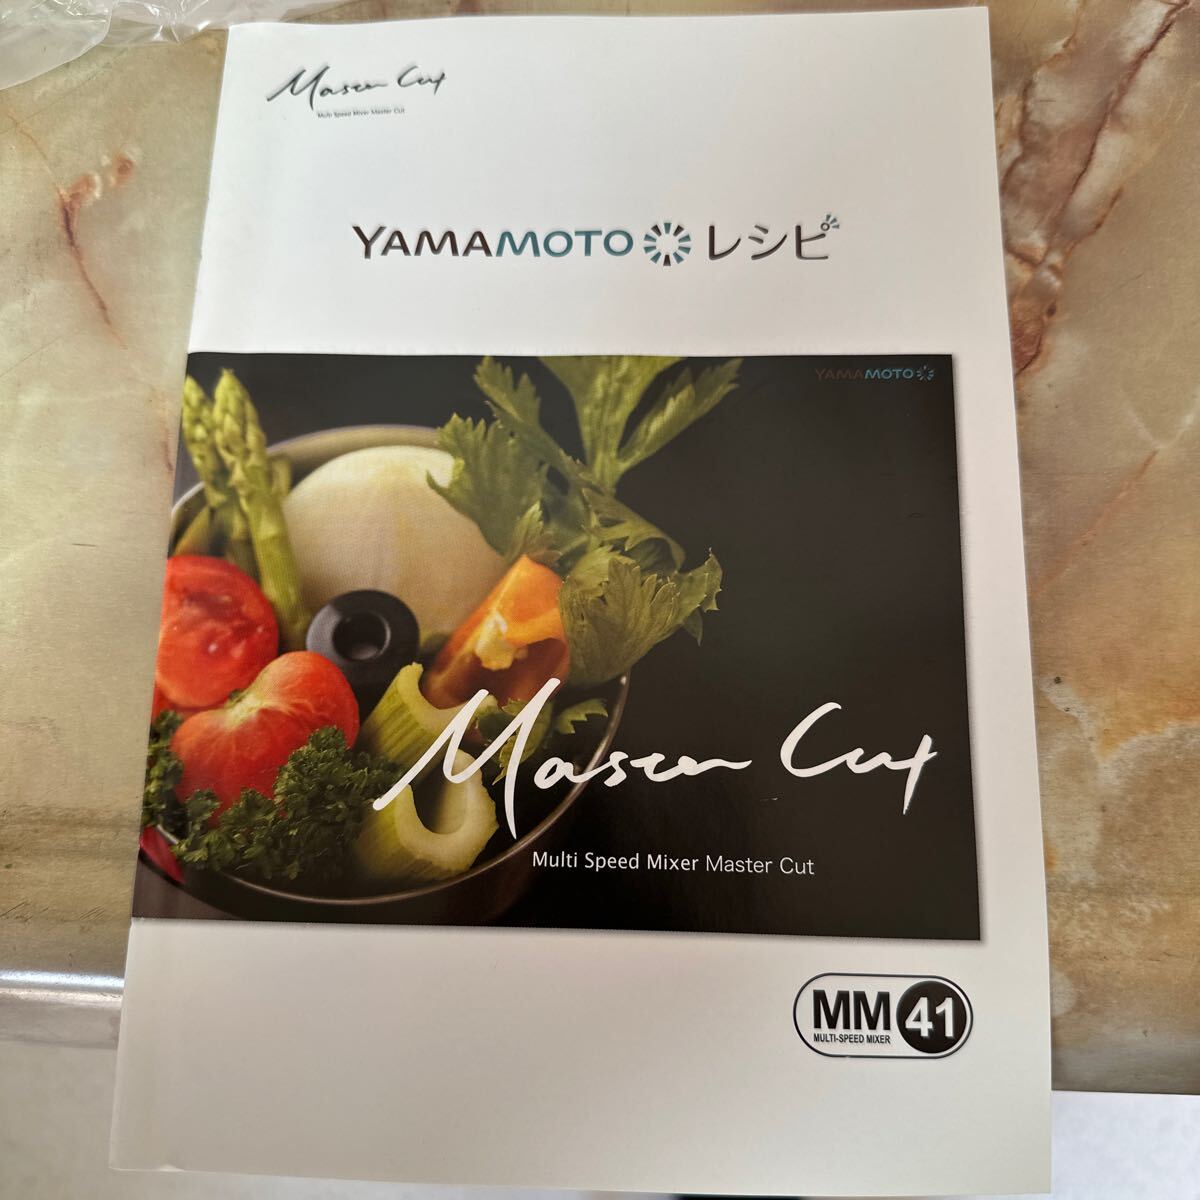 Master Cut
Multi Speed Mixer Master Cut
YAMAMOTO レシピ
YAMAMOTO
Master Cut
Multi Speed Mixer Master Cut
MM 41
MULTI-SPEED MIXER